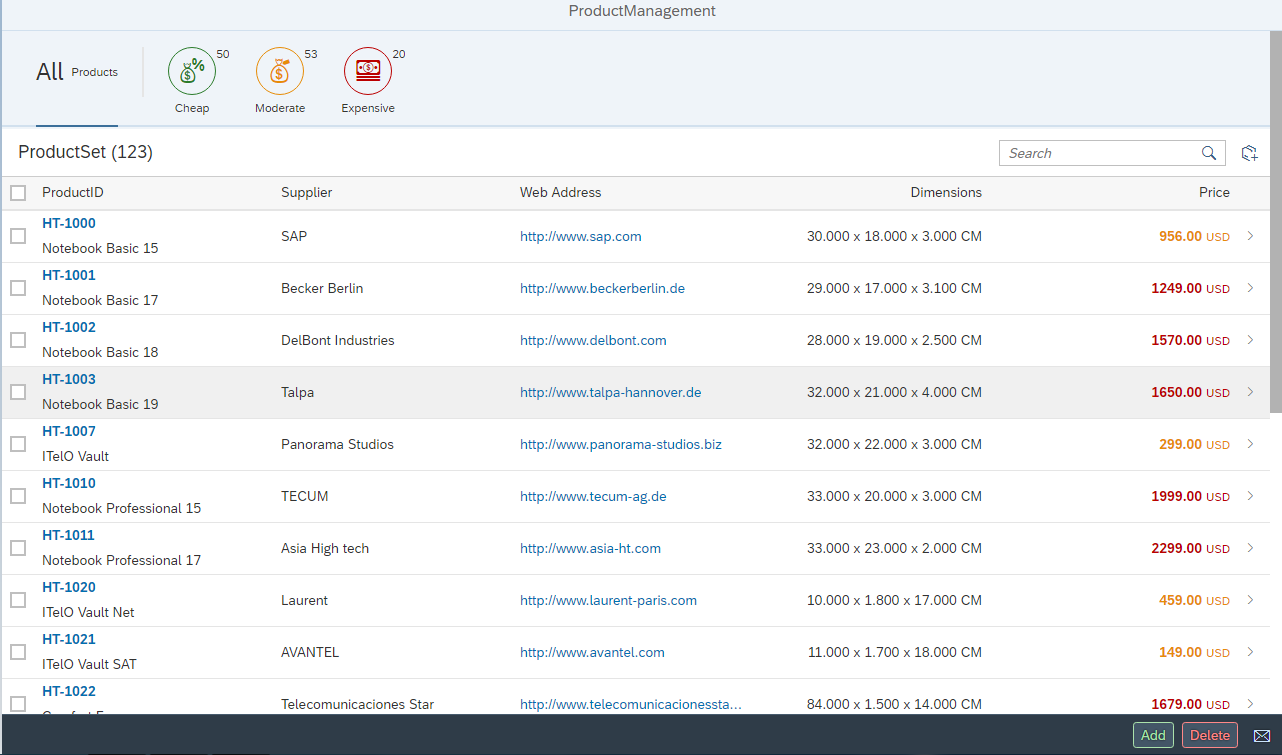 ProductManagement
All Products
50
Cheap
53
Moderate
20
Expensive
ProductSet (123)
Search
ProductID Supplier Web Address Dimensions Price
HT-1000
Notebook Basic 15
SAP http://www.sap.com 30.000 x 18.000 x 3.000 CM 956.00 USD
HT-1001
Notebook Basic 17
Becker Berlin http://www.beckerberlin.de 29.000 x 17.000 x 3.100 CM 1249.00 USD
HT-1002
Notebook Basic 18
DelBont Industries http://www.delbont.com 28.000 x 19.000 x 2.500 CM 1570.00 USD
HT-1003
Notebook Basic 19
Talpa http://www.talpa-hannover.de 32.000 x 21.000 x 4.000 CM 1650.00 USD
HT-1007
ITelO Vault
Panorama Studios http://www.panorama-studios.biz 32.000 x 22.000 x 3.000 CM 299.00 USD
HT-1010
Notebook Professional 15
TECUM http://www.tecum-ag.de 33.000 x 20.000 x 3.000 CM 1999.00 USD
HT-1011
Notebook Professional 17
Asia High tech http://www.asia-ht.com 33.000 x 23.000 x 2.000 CM 2299.00 USD
HT-1020
ITelO Vault Net
Laurent http://www.laurent-paris.com 10.000 x 1.800 x 17.000 CM 459.00 USD
HT-1021
ITelO Vault SAT
AVANTEL http://www.avantel.com 11.000 x 1.700 x 18.000 CM 149.00 USD
HT-1022
Telecomunicaciones Star http://www.telecomunicacionessta... 84.000 x 1.500 x 14.000 CM 1679.00 USD
Add Delete